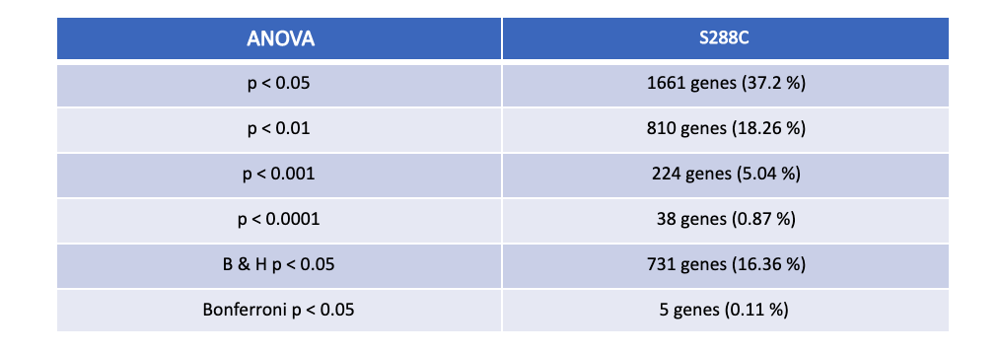 ANOVA S288C
p < 0.05 1661 genes (37.2 %)
p < 0.01 810 genes (18.26 %)
p < 0.001 224 genes (5.04 %)
p < 0.0001 38 genes (0.87 %)
B & H p < 0.05 731 genes (16.36 %)
Bonferroni p < 0.05 5 genes (0.11 %)